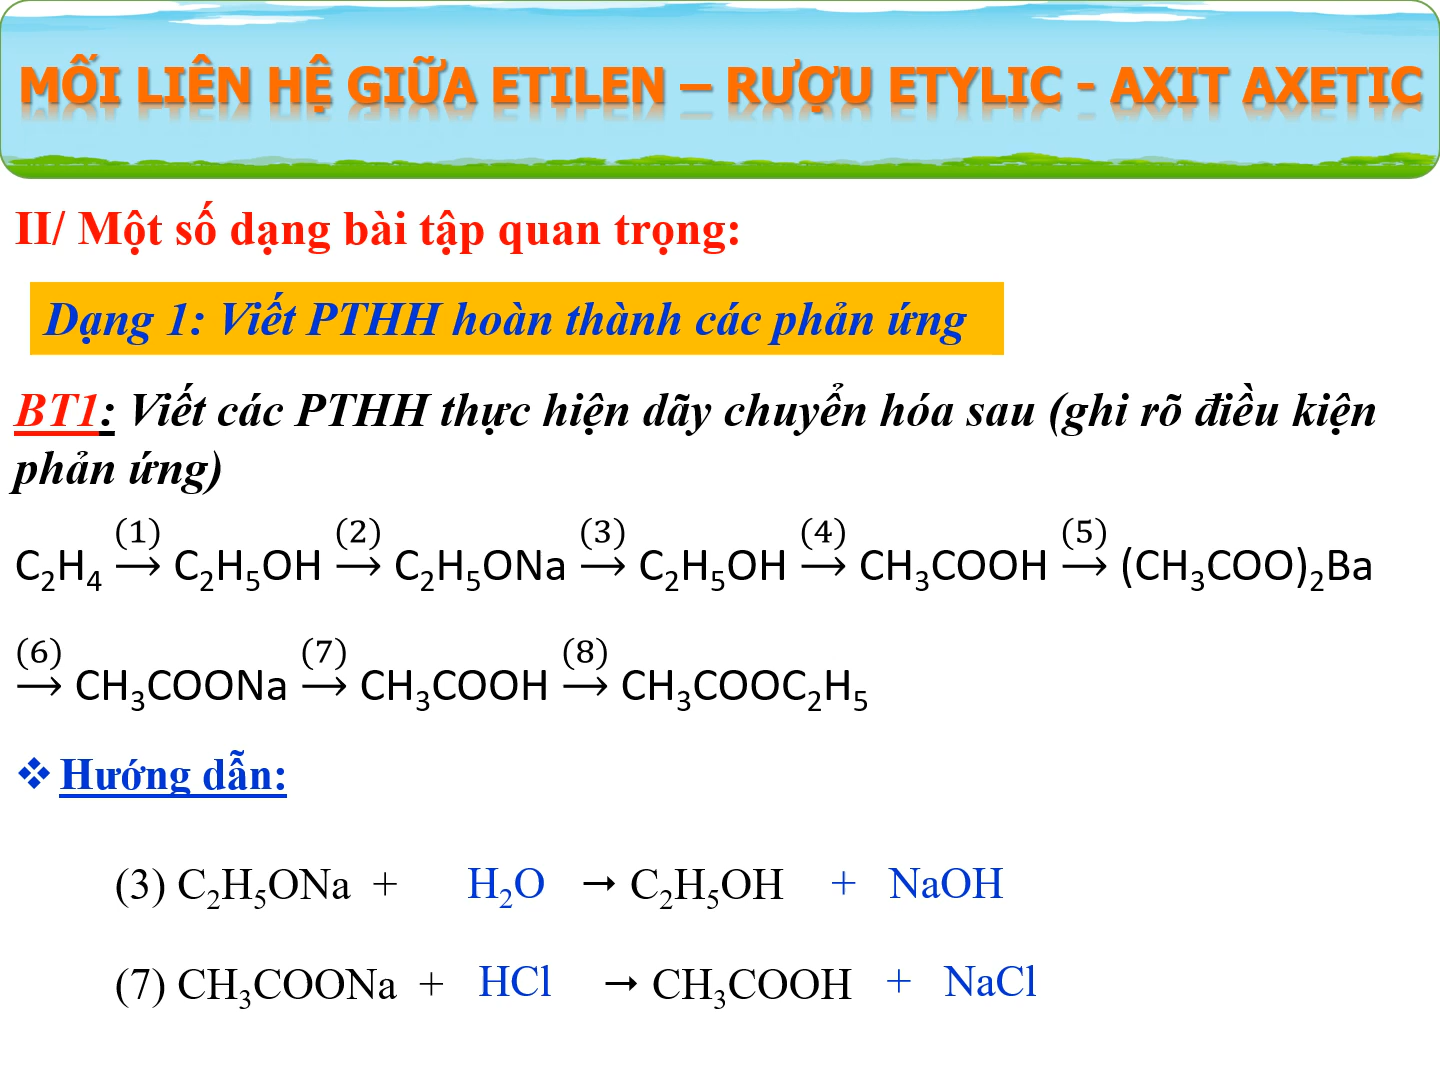 MỐI LIÊN HỆ GIỮA ETILEN – RƯỢU ETYLIC - AXIT AXETIC
II/ Một số dạng bài tập quan trọng:
Dạng 1: Viết PTHH hoàn thành các phản ứng
BT1: Viết các PTHH thực hiện dãy chuyển hóa sau (ghi rõ điều kiện
phản ứng)
C₂H₄ (1)→ C₂H₅OH (2)→ C₂H₅ONa (3)→ C₂H₅OH (4)→ CH₃COOH (5)→ (CH₃COO)₂Ba
(6)→ CH₃COONa (7)→ CH₃COOH (8)→ CH₃COOC₂H₅
❖ Hướng dẫn:
(3) C₂H₅ONa + H₂O → C₂H₅OH + NaOH
(7) CH₃COONa + HCl → CH₃COOH + NaCl